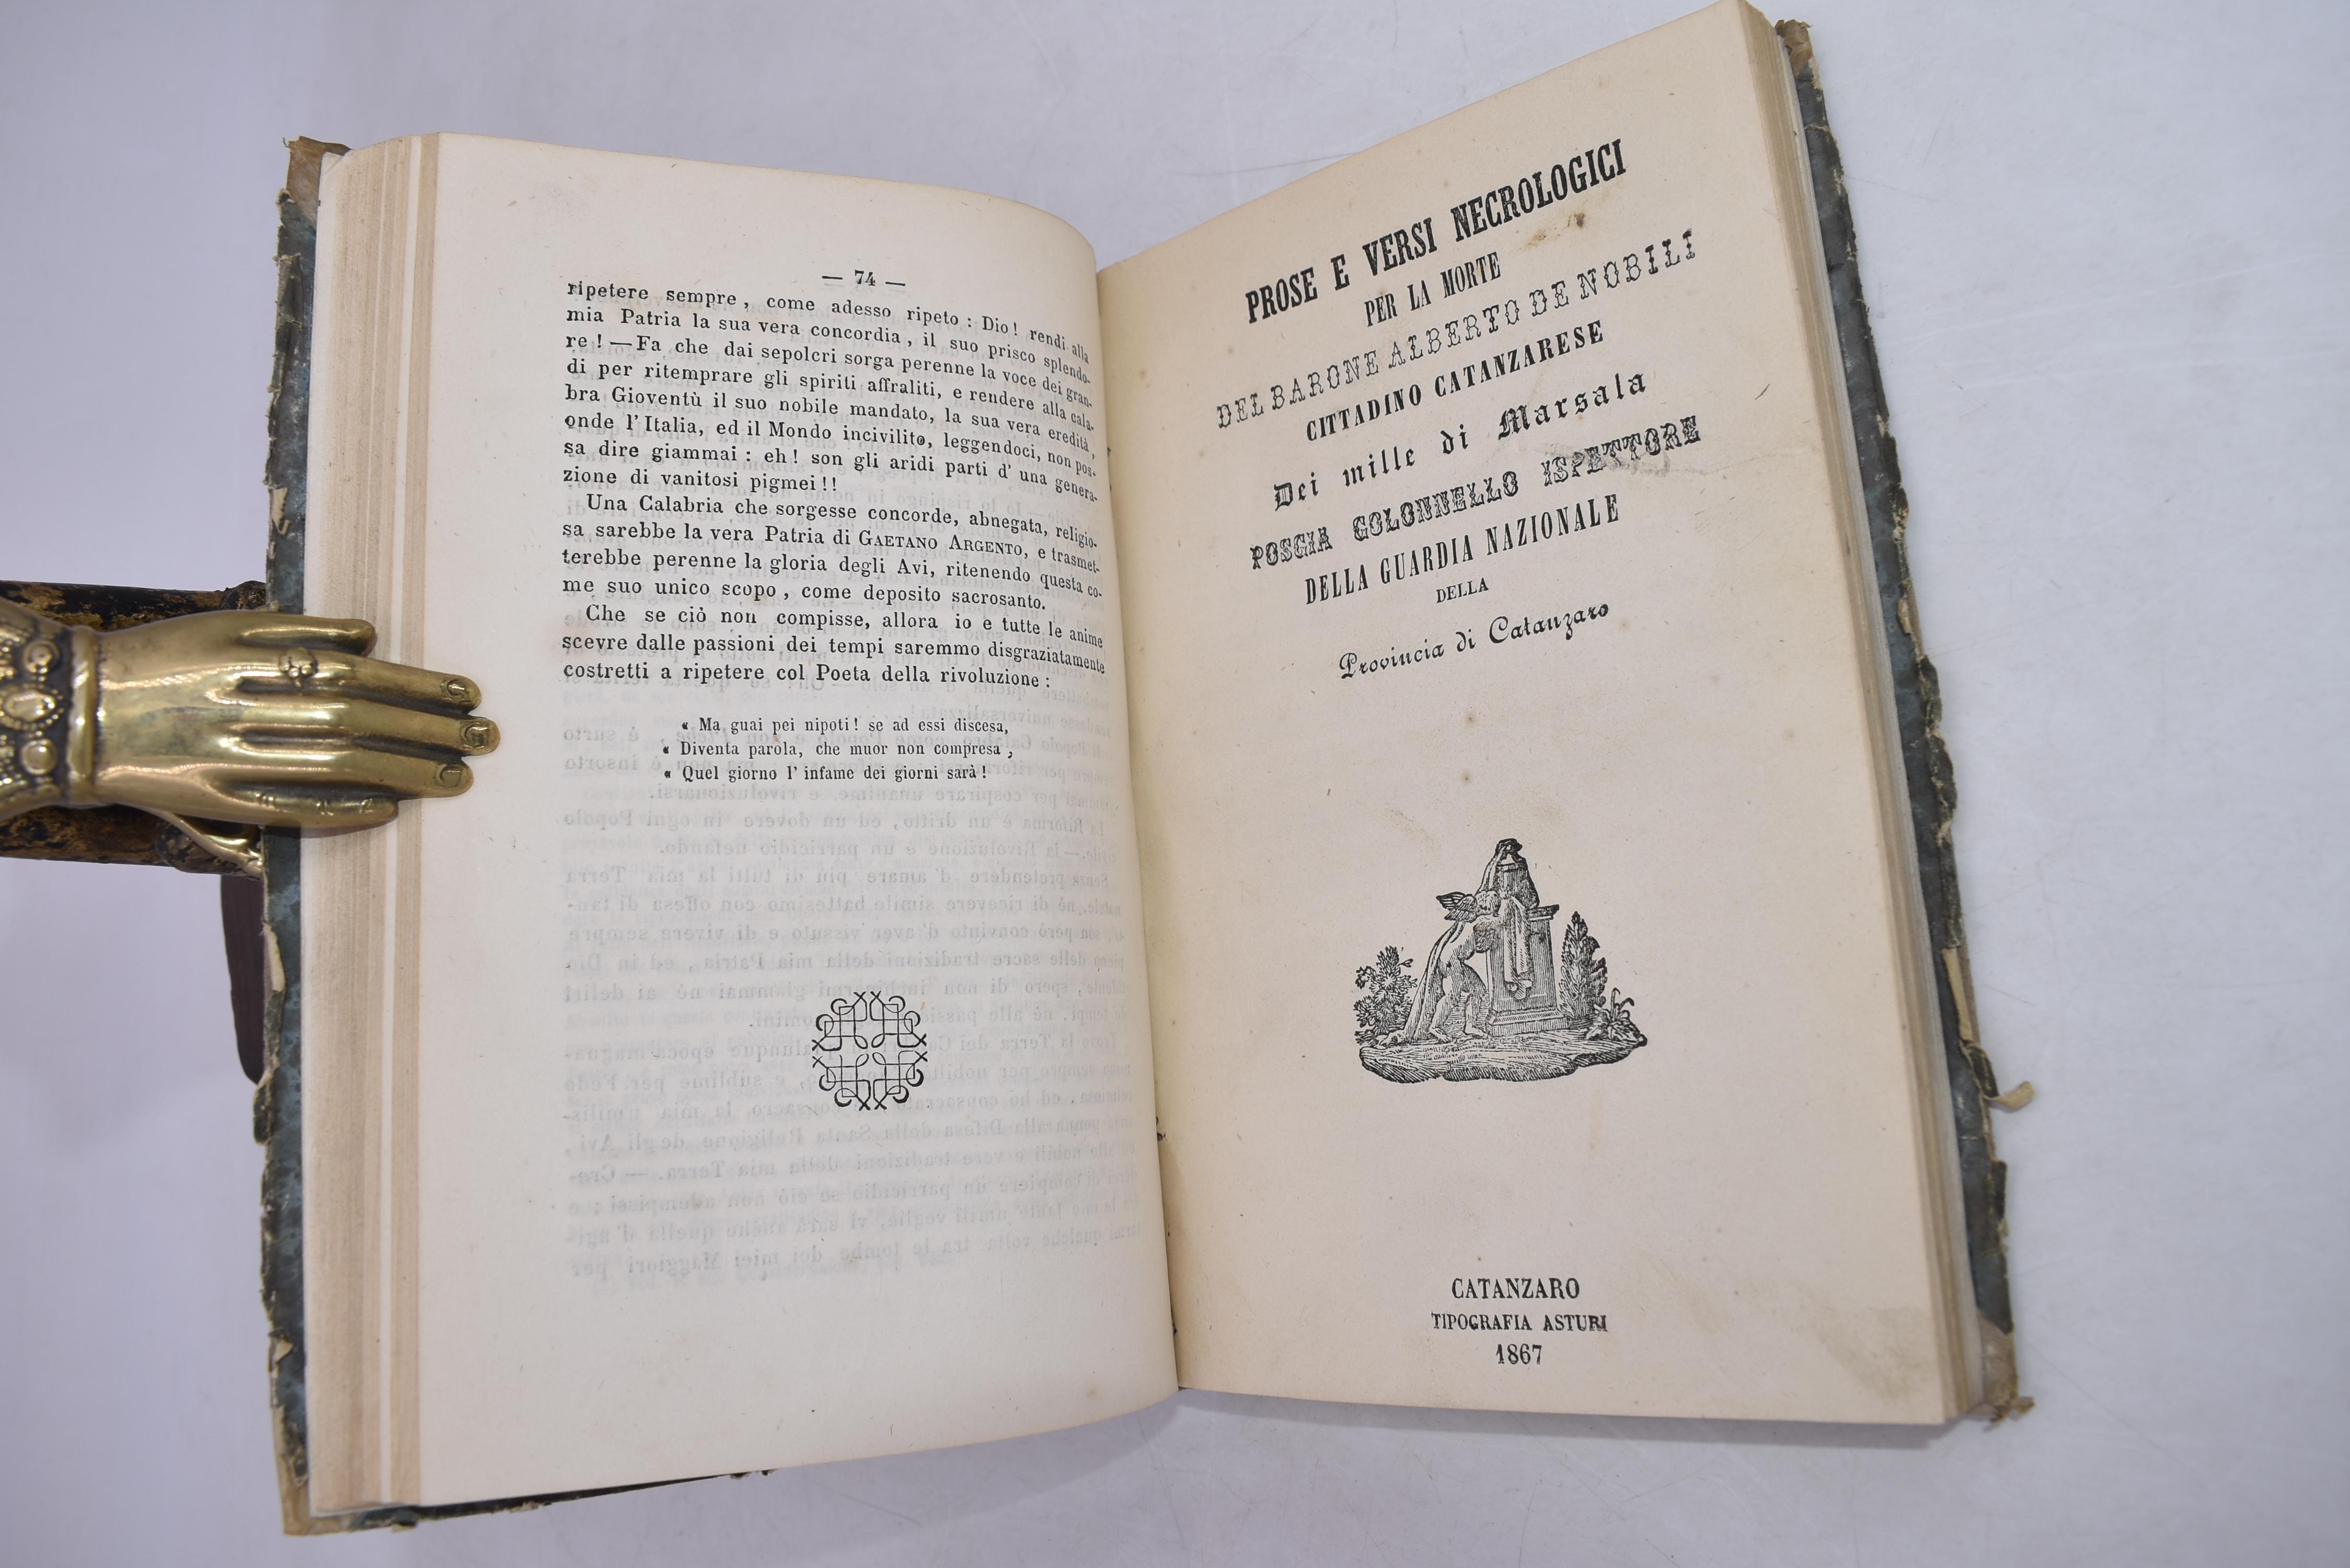 — 74 —
ripetere sempre, come adesso ripeto : Dio ! rendi alla
mia Patria la sua vera concordia, il suo prisco splendo-
re ! — Fa che dai sepolcri sorga perenne la voce dei gran-
di per ritemprare gli spiriti affraliti, e rendere alla cala-
bra Gioventù il suo nobile mandato, la sua vera eredità,
onde l' Italia, ed il Mondo incivilito, leggendoci, non pos-
sa dire giammai : eh ! son gli aridi parti d' una genera-
zione di vanitosi pigmei !!
Una Calabria che sorgesse concorde, abnegata, religio-
sa sarebbe la vera Patria di GAETANO ARGENTO, e trasmet-
terebbe perenne la gloria degli Avi, ritenendo questa co-
me suo unico scopo, come deposito sacrosanto.
Che se ciò non compisse, allora io e tutte le anime
scevre dalle passioni dei tempi saremmo disgraziatamente
costretti a ripetere col Poeta della rivoluzione :
« Ma guai pei nipoti ! se ad essi discesa,
« Diventa parola, che muor non compresa,
« Quel giorno l' infame dei giorni sarà !
PROSE E VERSI NECROLOGICI
PER LA MORTE
DEL BARONE ALBERTO DE NOBILI
CITTADINO CATANZARESE
Dei mille di Marsala
POSCIA COLONNELLO ISPETTORE
DELLA GUARDIA NAZIONALE
DELLA
Provincia di Catanzaro
CATANZARO
TIPOGRAFIA ASTURI
1867